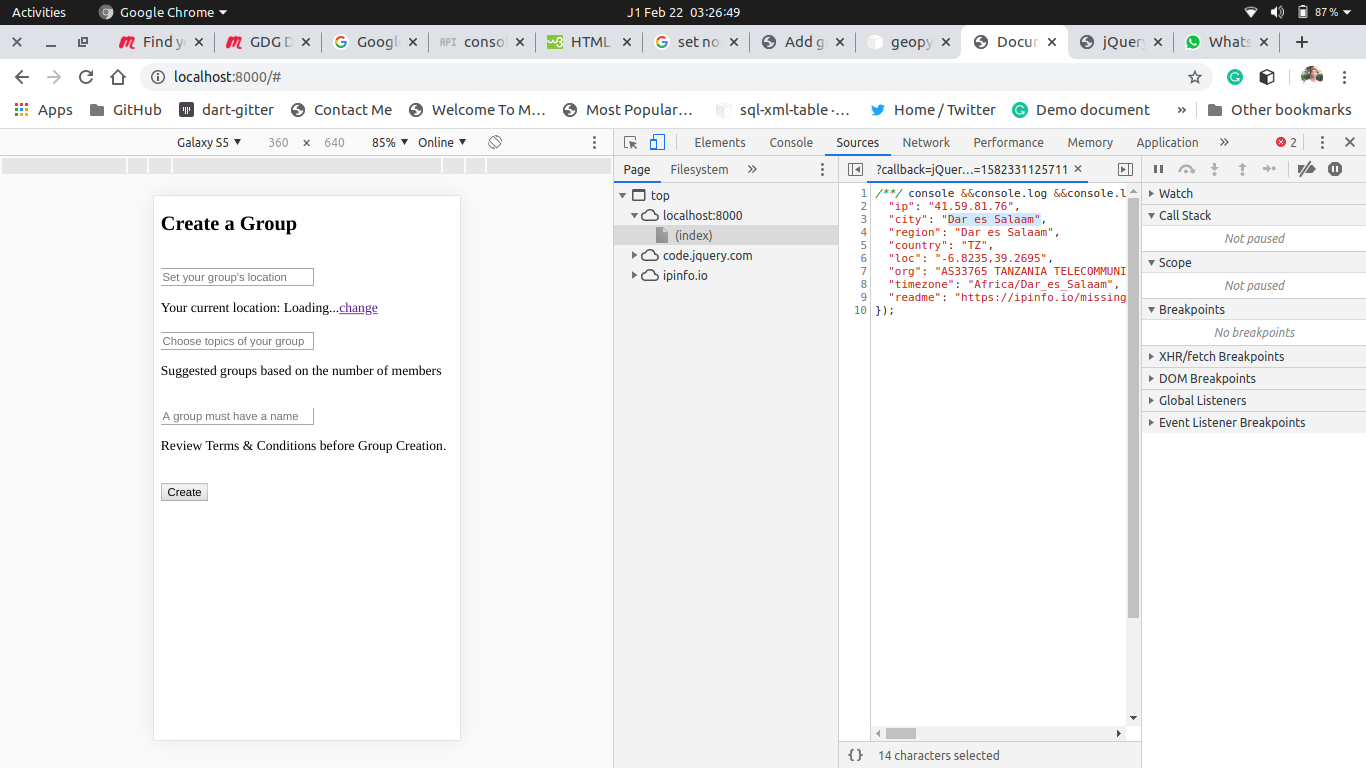 Activities Google Chrome J1 Feb 22 03:26:49 87%
Find y GDG D Googl API conso HTML set no Add g geopy Docu jQuery Whats
localhost:8000/#
Apps GitHub dart-gitter Contact Me Welcome To M... Most Popular... sql-xml-table ·... Home / Twitter Demo document » Other bookmarks
Galaxy S5 360 × 640 85% Online
Elements Console Sources Network Performance Memory Application » 2
Page Filesystem »
?callback=jQuer...=1582331125711 ×
top
localhost:8000
(index)
code.jquery.com
ipinfo.io
Create a Group
Set your group's location
Your current location: Loading...change
Choose topics of your group
Suggested groups based on the number of members
A group must have a name
Review Terms & Conditions before Group Creation.
Create
1 /**/ console &&console.log &&console.l
2 "ip": "41.59.81.76",
3 "city": "Dar es Salaam",
4 "region": "Dar es Salaam",
5 "country": "TZ",
6 "loc": "-6.8235,39.2695",
7 "org": "AS33765 TANZANIA TELECOMMUNI
8 "timezone": "Africa/Dar_es_Salaam",
9 "readme": "https://ipinfo.io/missing
10 });
{} 14 characters selected
Watch
Call Stack
Not paused
Scope
Not paused
Breakpoints
No breakpoints
XHR/fetch Breakpoints
DOM Breakpoints
Global Listeners
Event Listener Breakpoints